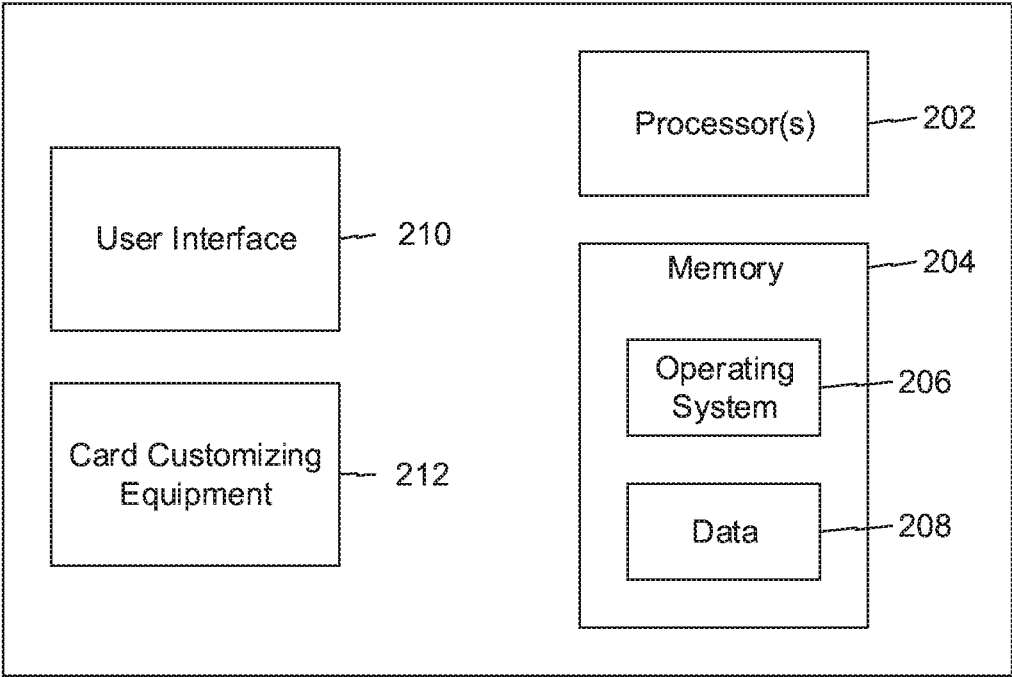 Processor(s)
202
User Interface
210
Memory
204
Operating
System
206
Card Customizing
Equipment
212
Data
208